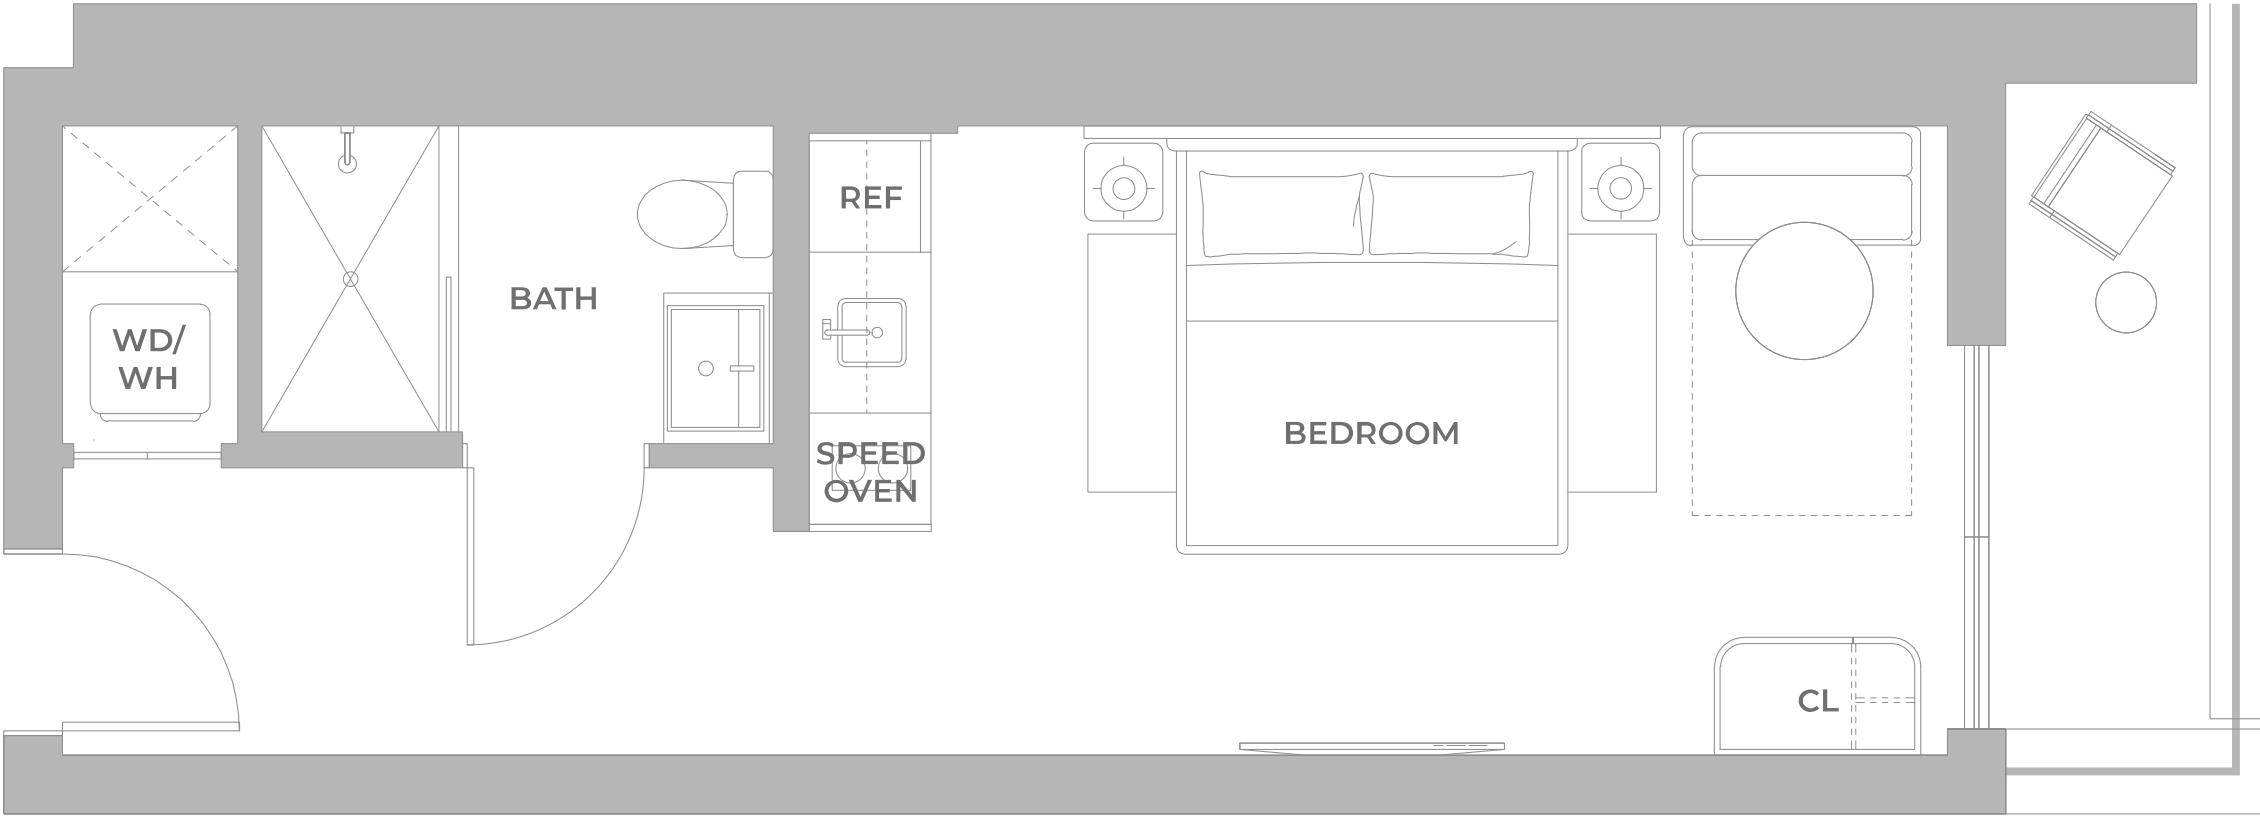 WD/
WH
BATH
REF
SPEED
OVEN
BEDROOM
CL